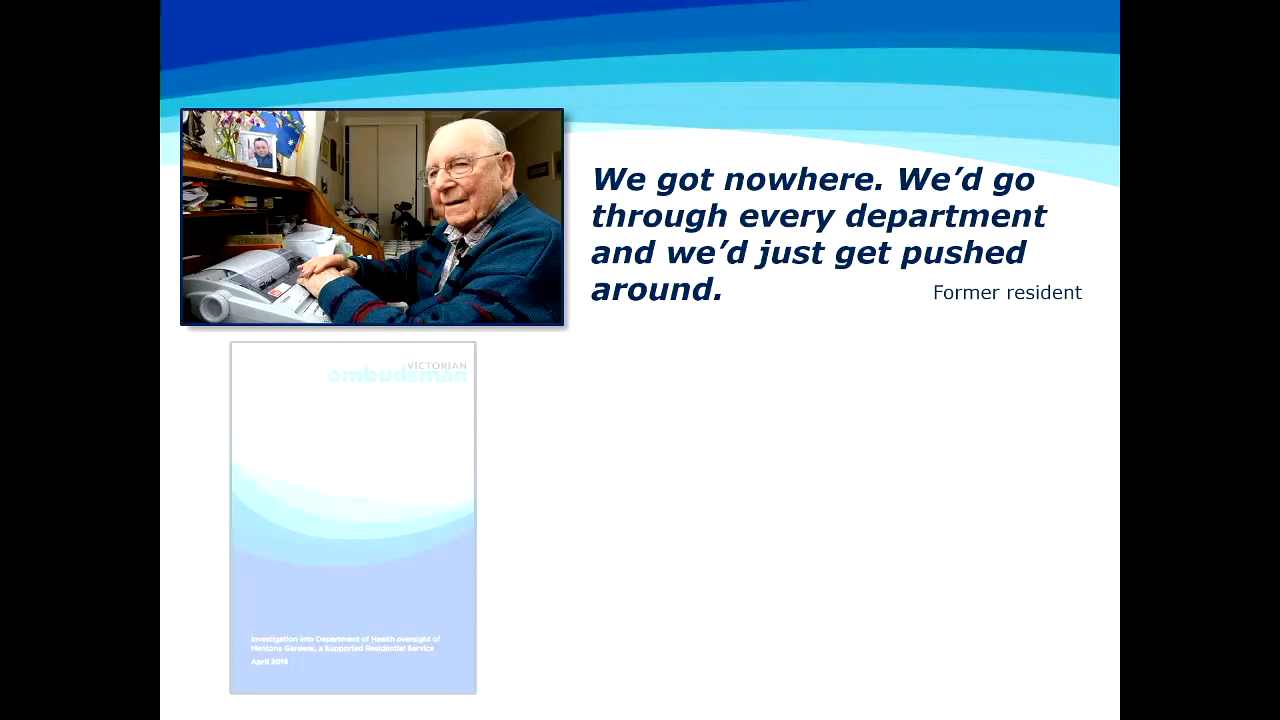 We got nowhere. We’d go
through every department
and we’d just get pushed
around.
Former resident
VICTORIAN
ombudsman
Investigation into Department of Health oversight of
Mentone Gardens, a Supported Residential Service
April 2015